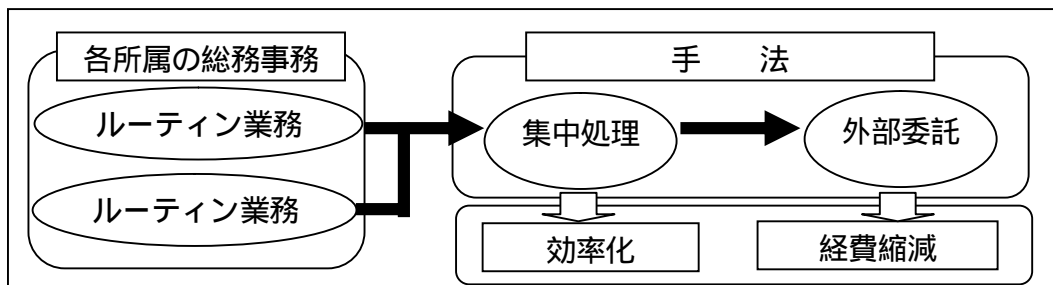 各所属の総務事務
ルーティン業務
ルーティン業務
手　　法
集中処理
外部委託
効率化
経費縮減